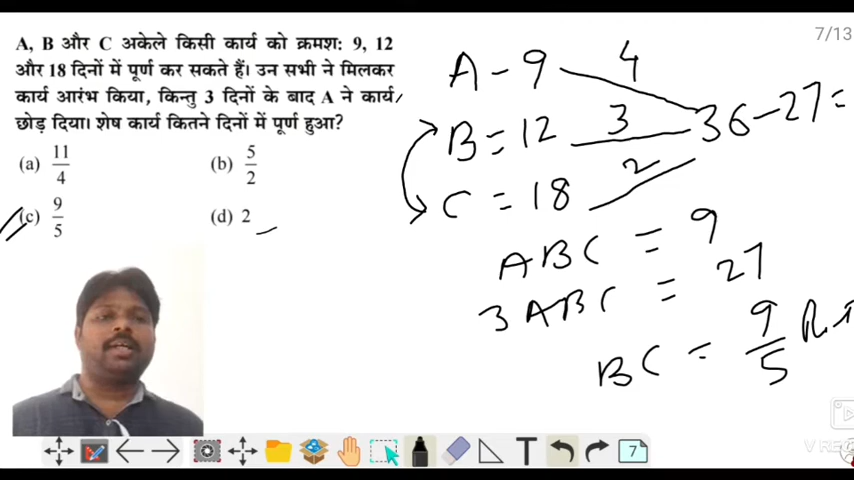 7/13
A, B और C अकेले किसी कार्य को क्रमश: 9, 12
और 18 दिनों में पूर्ण कर सकते हैं। उन सभी ने मिलकर
कार्य आरंभ किया, किन्तु 3 दिनों के बाद A ने कार्य
छोड़ दिया। शेष कार्य कितने दिनों में पूर्ण हुआ?
(a) 11/4
(b) 5/2
(c) 9/5
(d) 2
A - 9 4
B = 12 3 36 - 27 =
C = 18 2
ABC = 9
3 ABC = 27
BC = 9/5
T
7